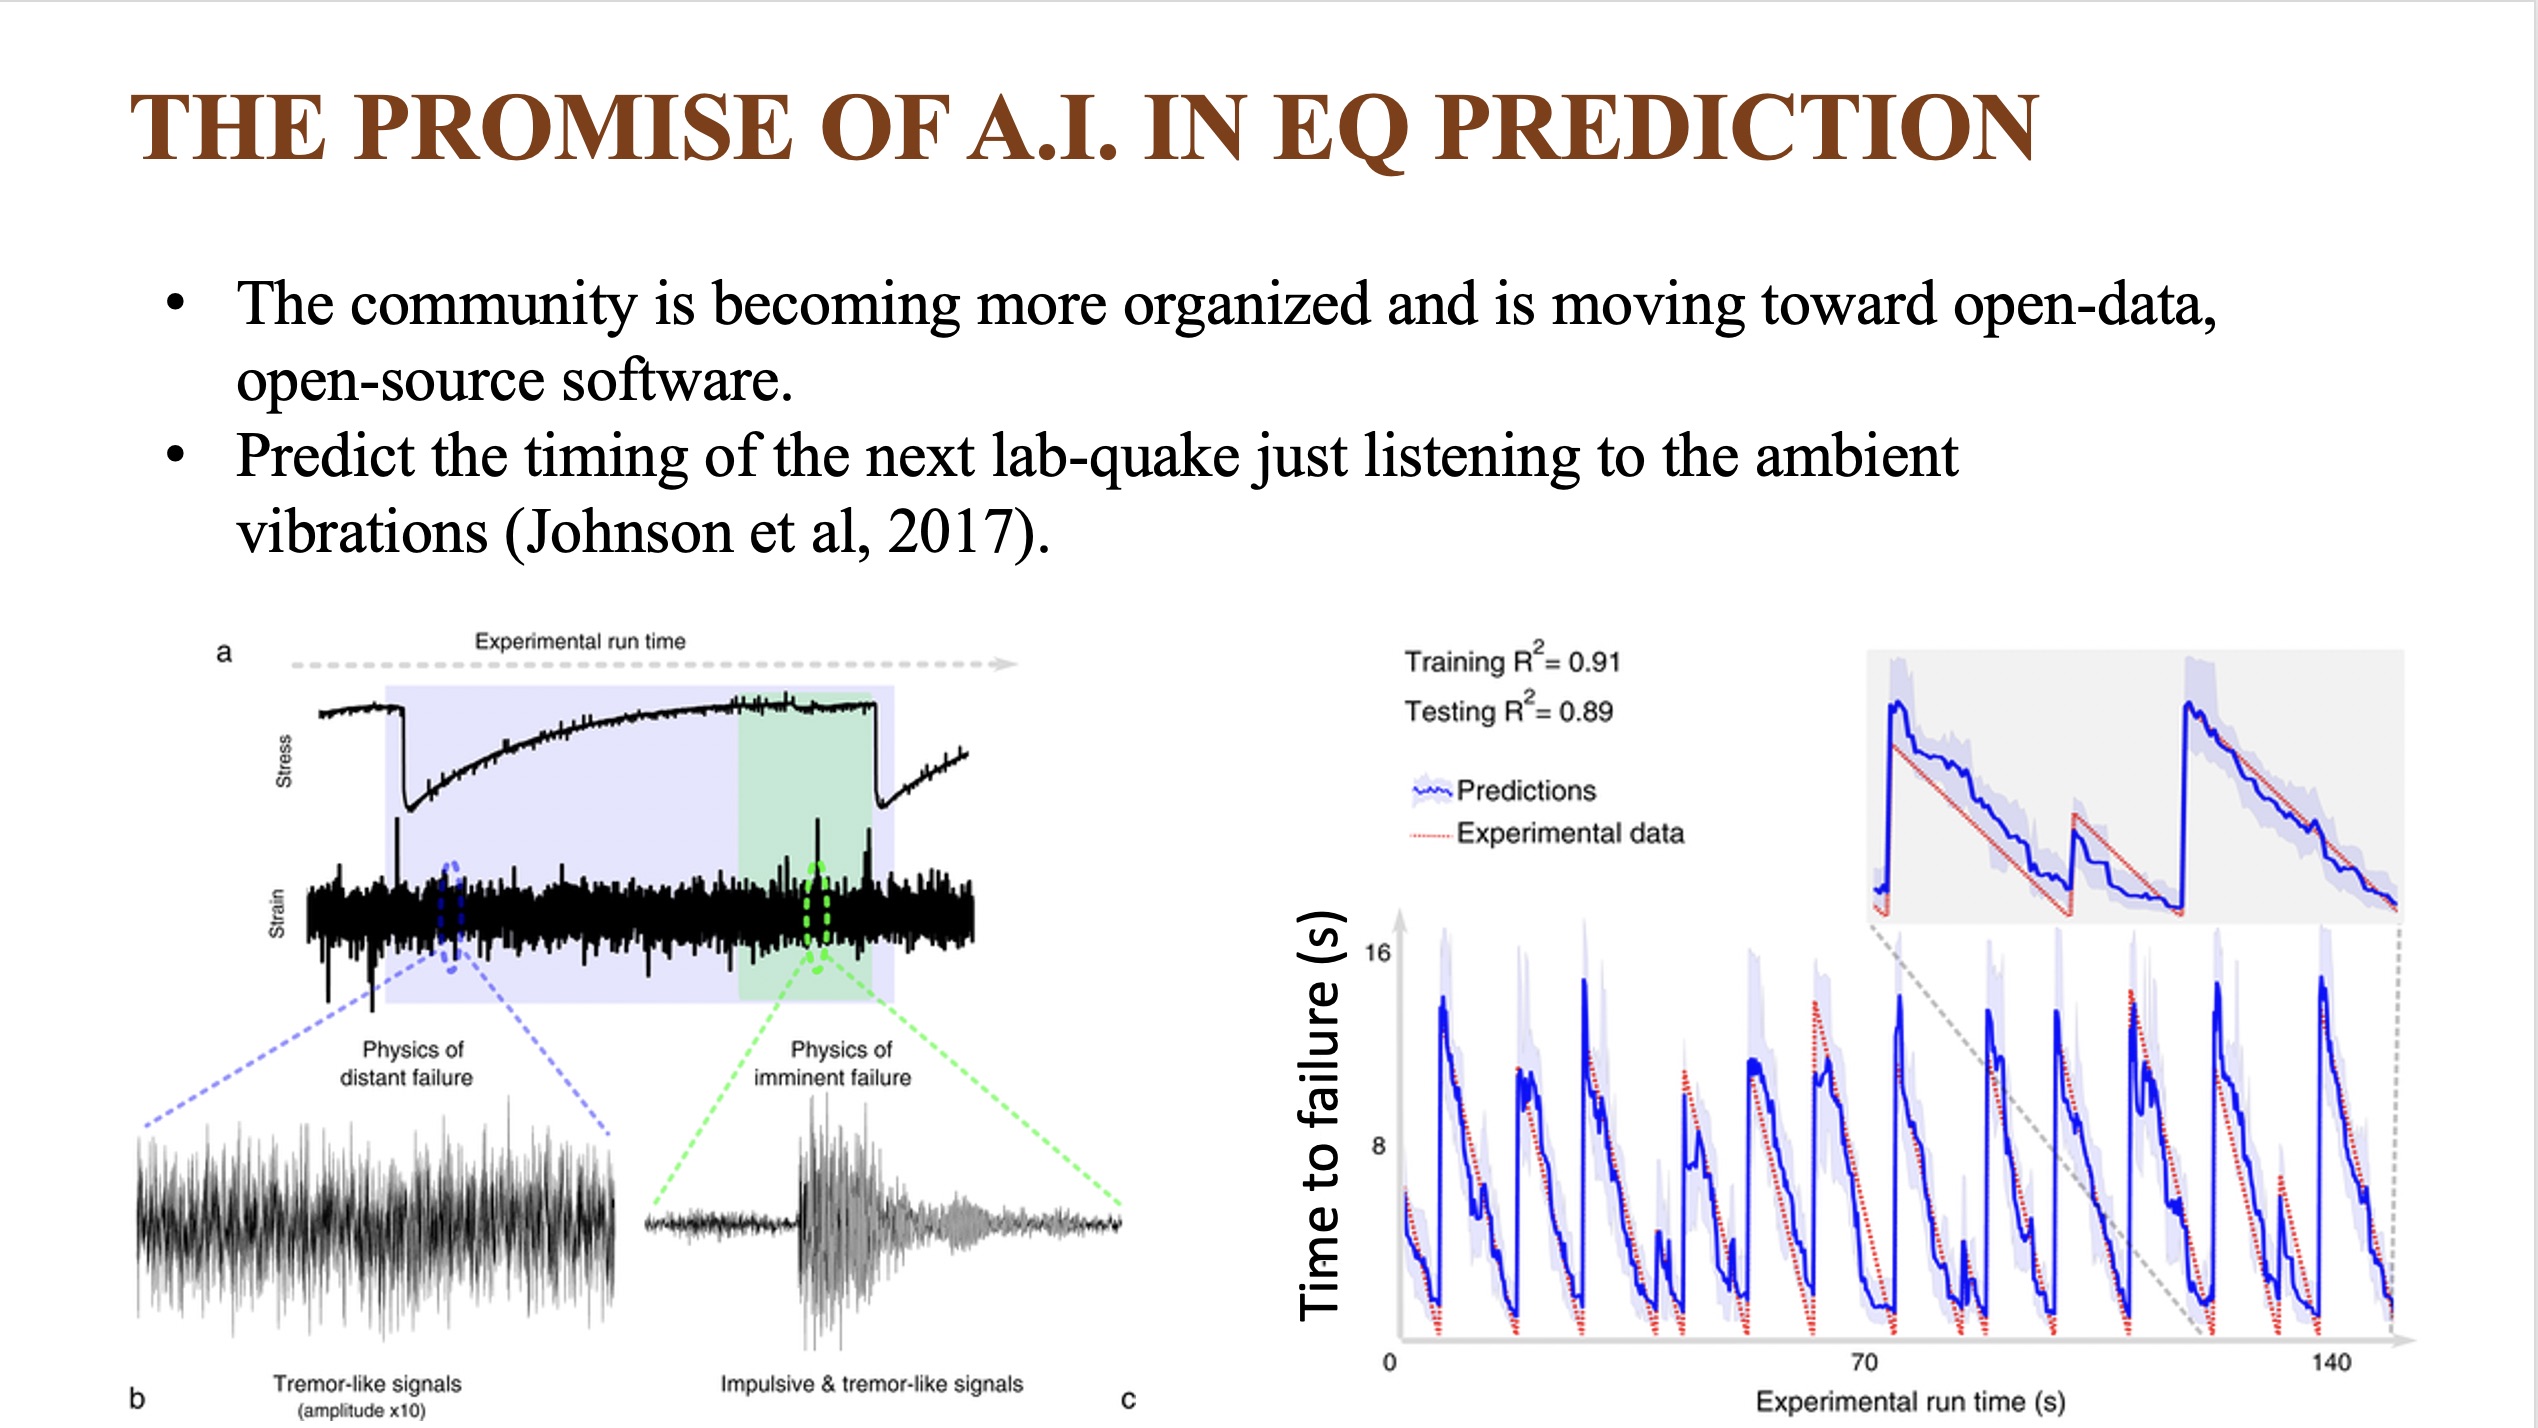 THE PROMISE OF A.I. IN EQ PREDICTION
• The community is becoming more organized and is moving toward open-data,
open-source software.
• Predict the timing of the next lab-quake just listening to the ambient
vibrations (Johnson et al, 2017).
a
Experimental run time
Stress
Strain
Physics of
distant failure
Physics of
imminent failure
Tremor-like signals
(amplitude x10)
Impulsive & tremor-like signals
b
c
Training R²= 0.91
Testing R²= 0.89
Predictions
Experimental data
Time to failure (s)
16
8
0
70
140
Experimental run time (s)